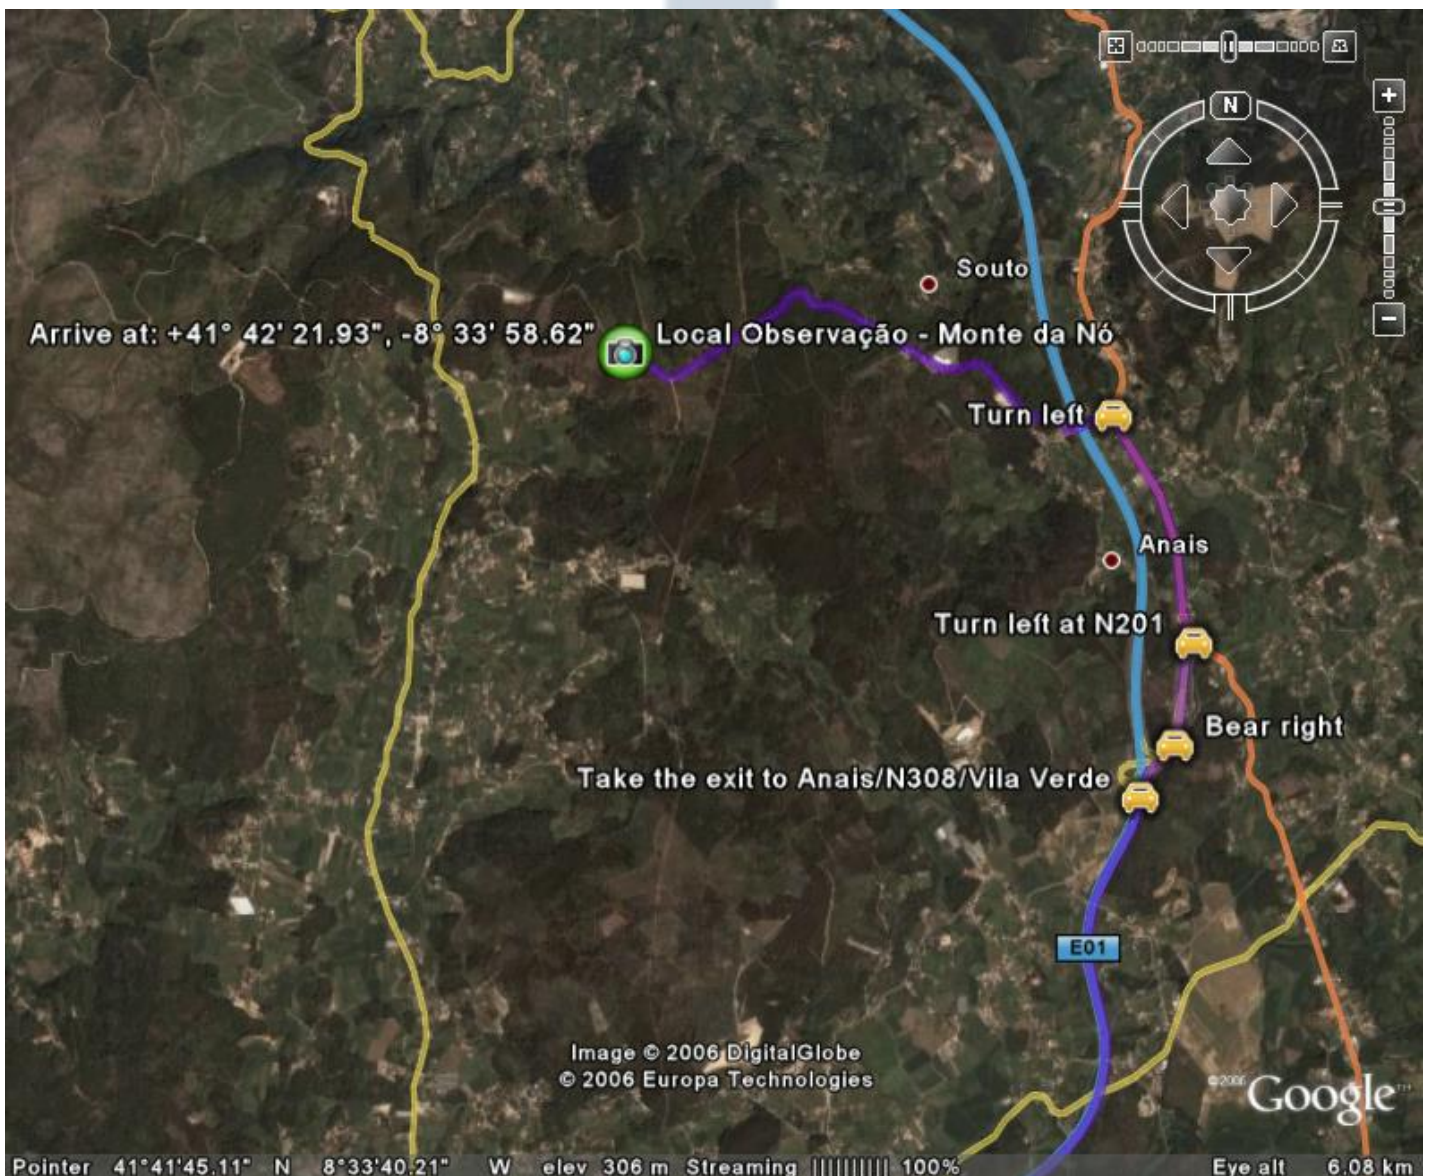 N
Souto
Arrive at: +41° 42' 21.93", -8° 33' 58.62"
Local Observação - Monte da Nó
Turn left
Anais
Turn left at N201
Bear right
Take the exit to Anais/N308/Vila Verde
E01
Image © 2006 DigitalGlobe
© 2006 Europa Technologies
©2006 Google™
Pointer 41°41'45.11" N 8°33'40.21" W elev 306 m Streaming |||||||||| 100% Eye alt 6.08 km